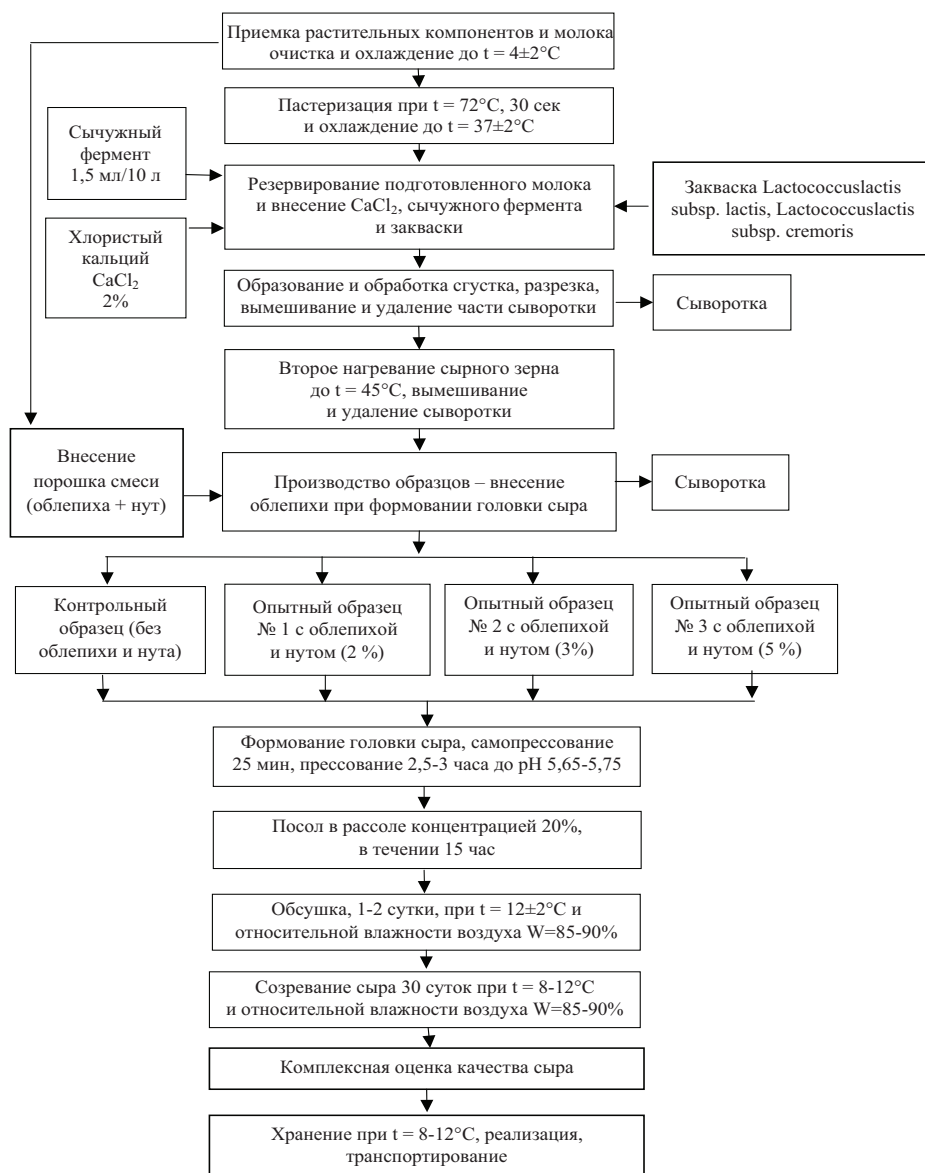 Приемка растительных компонентов и молока
очистка и охлаждение до t = 4±2°C
Пастеризация при t = 72°C, 30 сек
и охлаждение до t = 37±2°C
Сычужный
фермент
1,5 мл/10 л
Резервирование подготовленного молока
и внесение CaCl₂, сычужного фермента
и закваски
Закваска Lactococcuslactis
subsp. lactis, Lactococcuslactis
subsp. cremoris
Хлористый
кальций
CaCl₂
2%
Образование и обработка сгустка, разрезка,
вымешивание и удаление части сыворотки
Сыворотка
Второе нагревание сырного зерна
до t = 45°C, вымешивание
и удаление сыворотки
Внесение
порошка смеси
(облепиха + нут)
Производство образцов – внесение
облепихи при формовании головки сыра
Сыворотка
Контрольный
образец (без
облепихи и нута)
Опытный образец
№ 1 с облепихой
и нутом (2 %)
Опытный образец
№ 2 с облепихой
и нутом (3%)
Опытный образец
№ 3 с облепихой
и нутом (5 %)
Формование головки сыра, самопрессование
25 мин, прессование 2,5-3 часа до pH 5,65-5,75
Посол в рассоле концентрацией 20%,
в течении 15 час
Обсушка, 1-2 сутки, при t = 12±2°C и
относительной влажности воздуха W=85-90%
Созревание сыра 30 суток при t = 8-12°C
и относительной влажности воздуха W=85-90%
Комплексная оценка качества сыра
Хранение при t = 8-12°C, реализация,
транспортирование